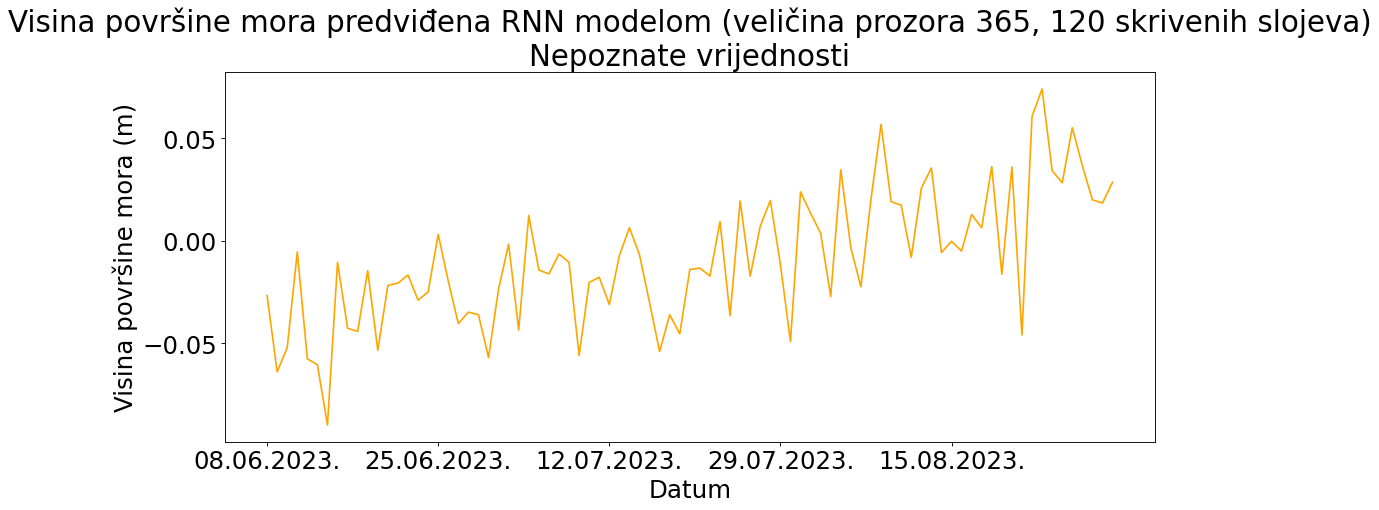 Visina površine mora predviđena RNN modelom (veličina prozora 365, 120 skrivenih slojeva)
Nepoznate vrijednosti
Visina površine mora (m)
0.05
0.00
−0.05
08.06.2023. 25.06.2023. 12.07.2023. 29.07.2023. 15.08.2023.
Datum